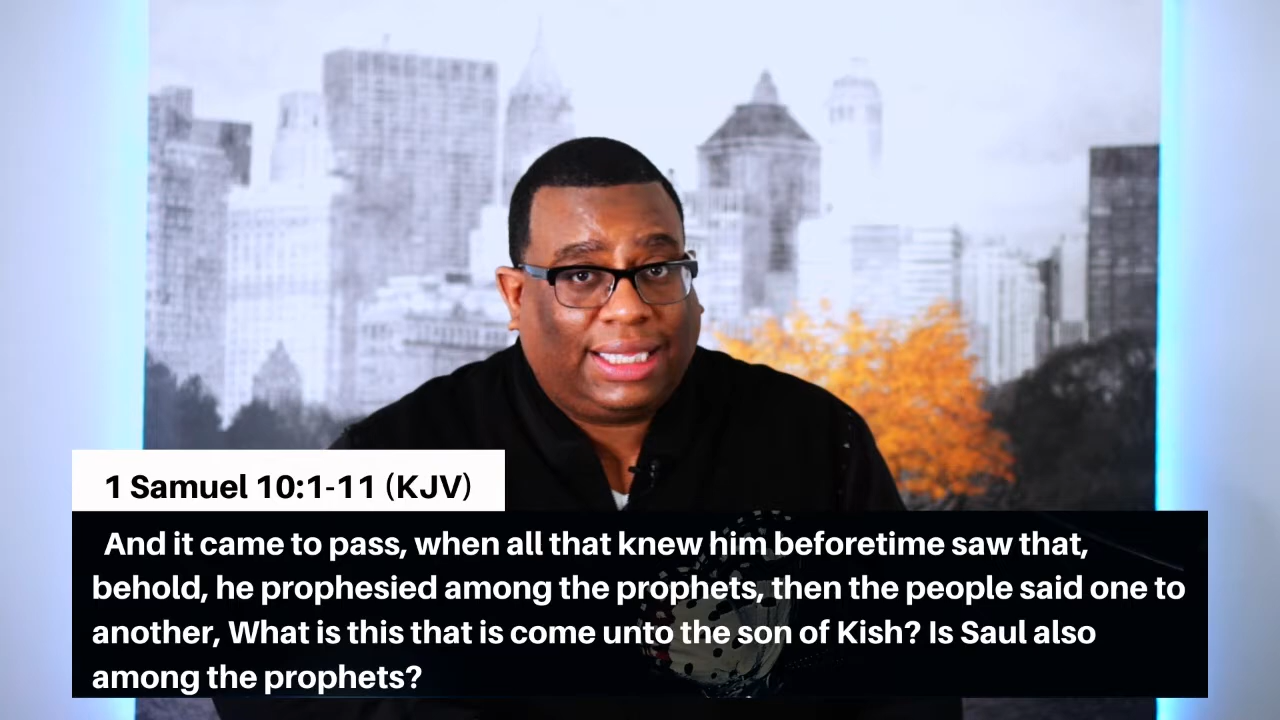 1 Samuel 10:1-11 (KJV)
And it came to pass, when all that knew him beforetime saw that,
behold, he prophesied among the prophets, then the people said one to
another, What is this that is come unto the son of Kish? Is Saul also
among the prophets?